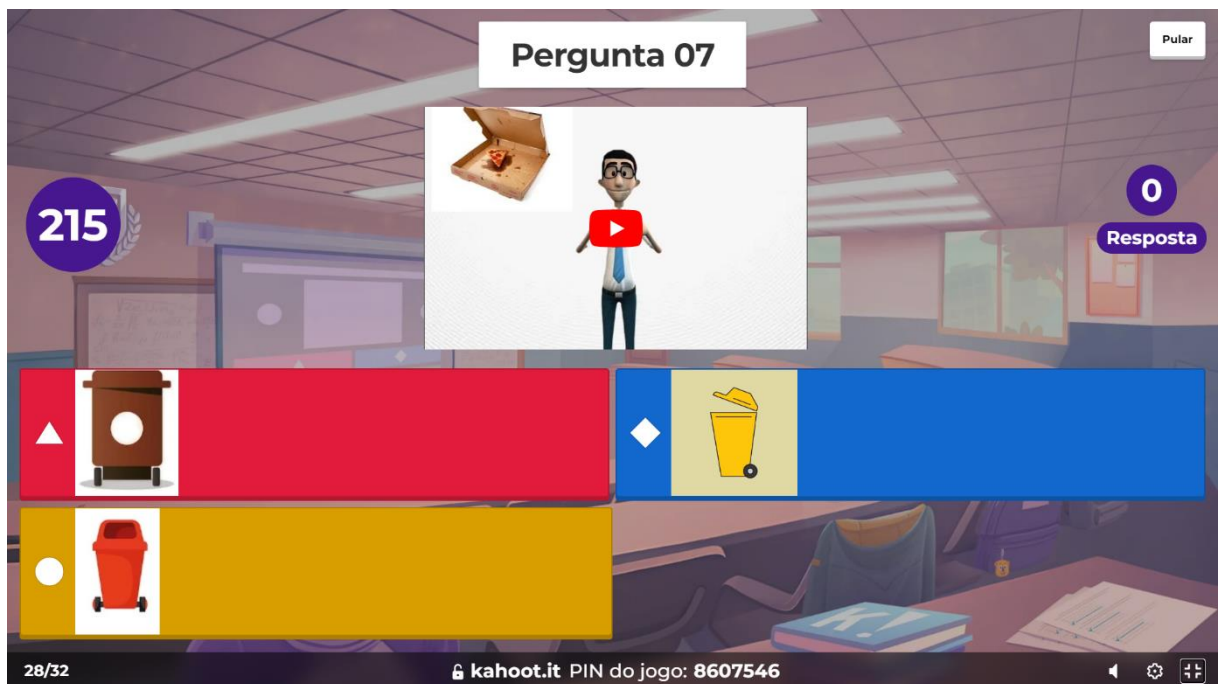 Pergunta 07
Pular
215
0
Resposta
K!
28/32
kahoot.it PIN do jogo: 8607546